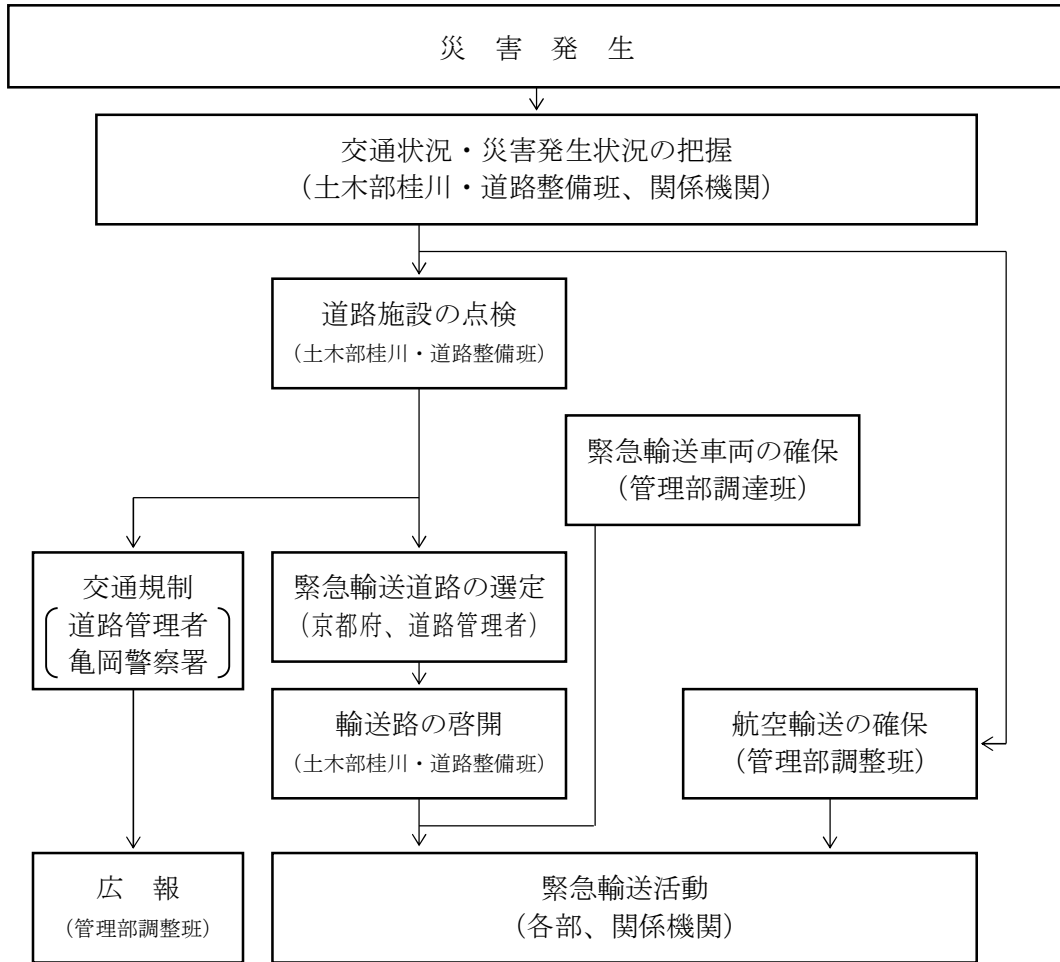 災　害　発　生
交通状況・災害発生状況の把握
（土木部桂川・道路整備班、関係機関）
道路施設の点検
（土木部桂川・道路整備班）
緊急輸送車両の確保
（管理部調達班）
交通規制
道路管理者
亀岡警察署
緊急輸送道路の選定
（京都府、道路管理者）
輸送路の啓開
（土木部桂川・道路整備班）
航空輸送の確保
（管理部調整班）
広　報
（管理部調整班）
緊急輸送活動
（各部、関係機関）